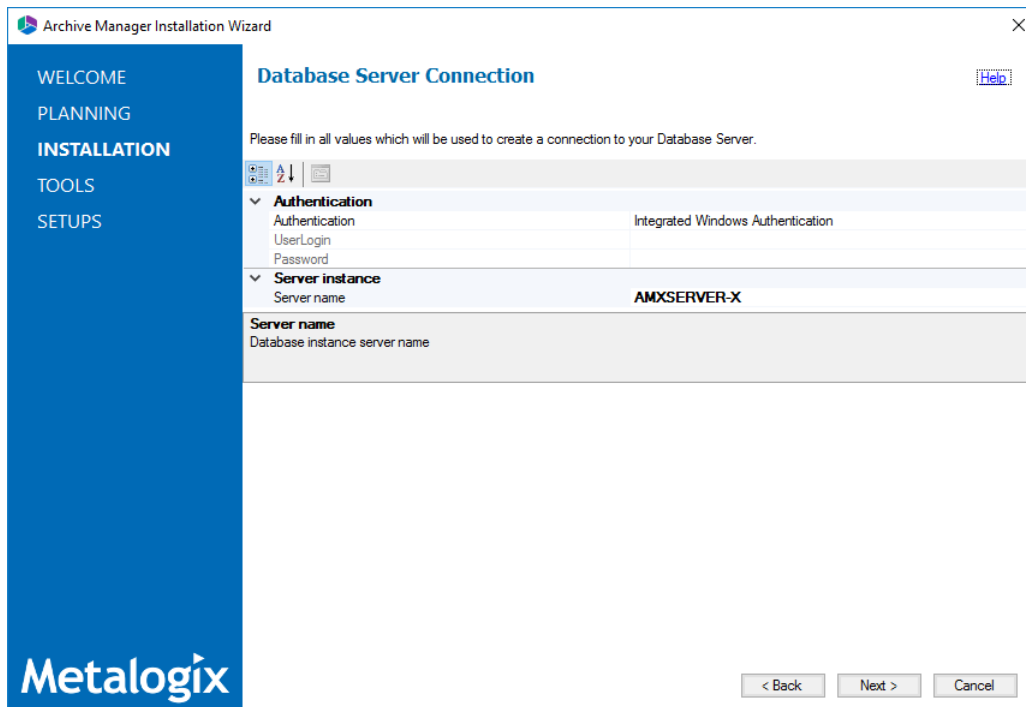 Archive Manager Installation Wizard
WELCOME
PLANNING
INSTALLATION
TOOLS
SETUPS
Database Server Connection
Help
Please fill in all values which will be used to create a connection to your Database Server.
Authentication
Authentication Integrated Windows Authentication
UserLogin
Password
Server instance
Server name AMXSERVER-X
Server name
Database instance server name
Metalogix
< Back Next > Cancel